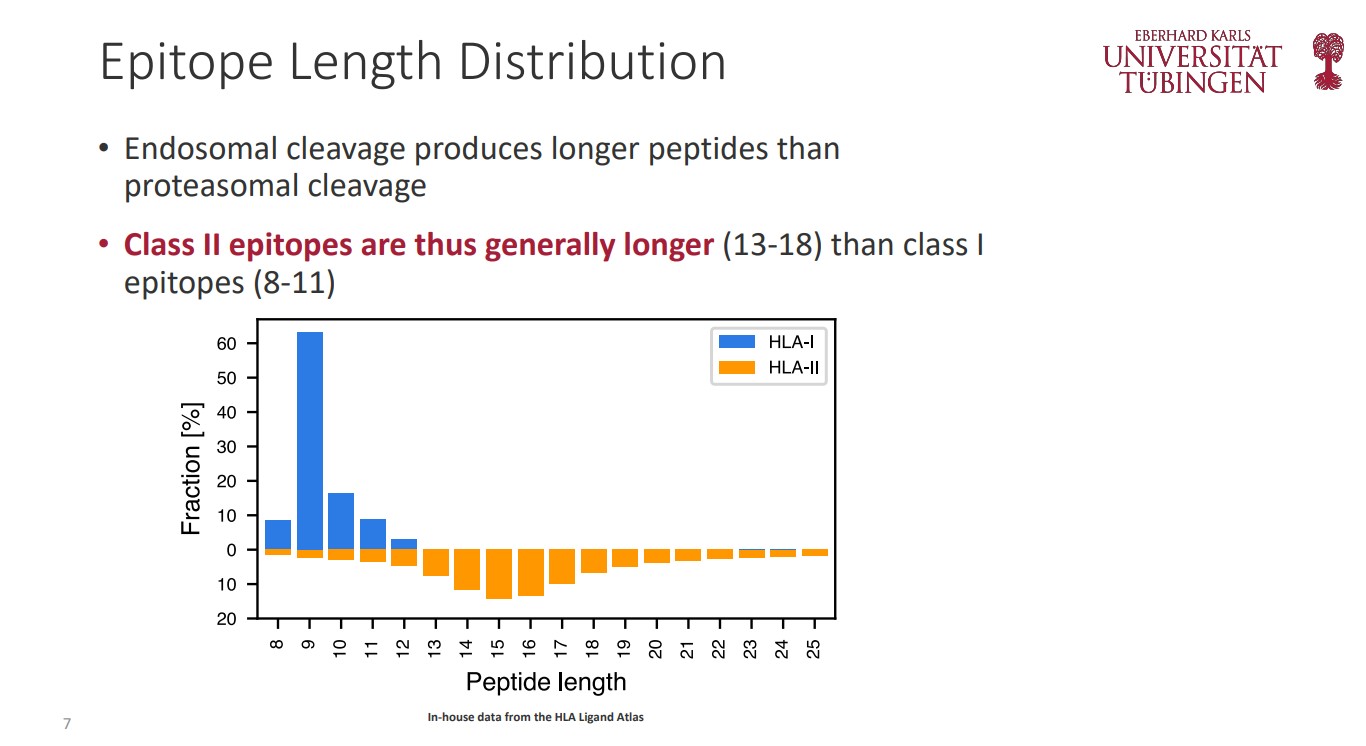 Epitope Length Distribution
EBERHARD KARLS
UNIVERSITÄT
TÜBINGEN
• Endosomal cleavage produces longer peptides than
proteasomal cleavage
• Class II epitopes are thus generally longer (13-18) than class I
epitopes (8-11)
HLA-I
HLA-II
Fraction [%]
60
50
40
30
20
10
0
10
20
8 9 10 11 12 13 14 15 16 17 18 19 20 21 22 23 24 25
Peptide length
In-house data from the HLA Ligand Atlas
7